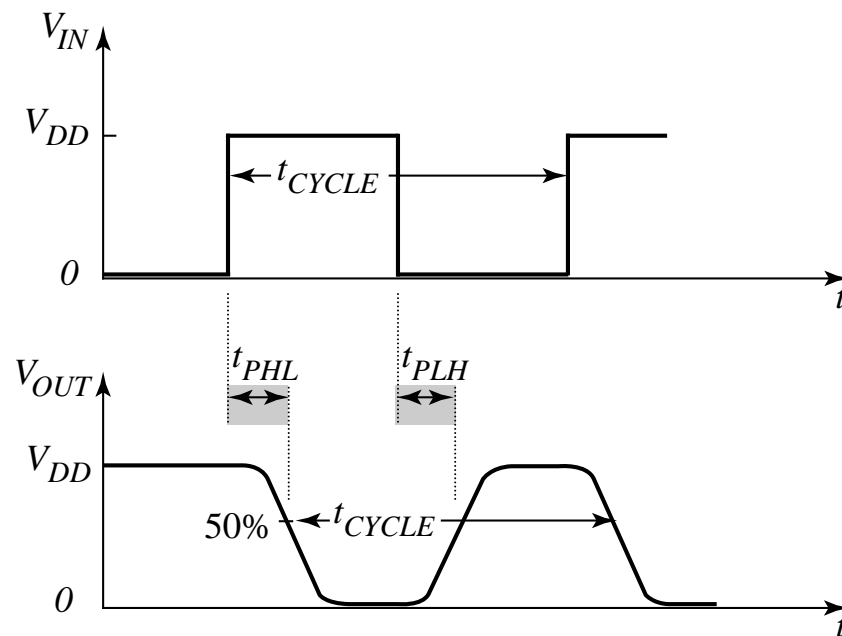 V_IN
V_DD
t_CYCLE
0
t
t_PHL
t_PLH
V_OUT
V_DD
50%
t_CYCLE
0
t